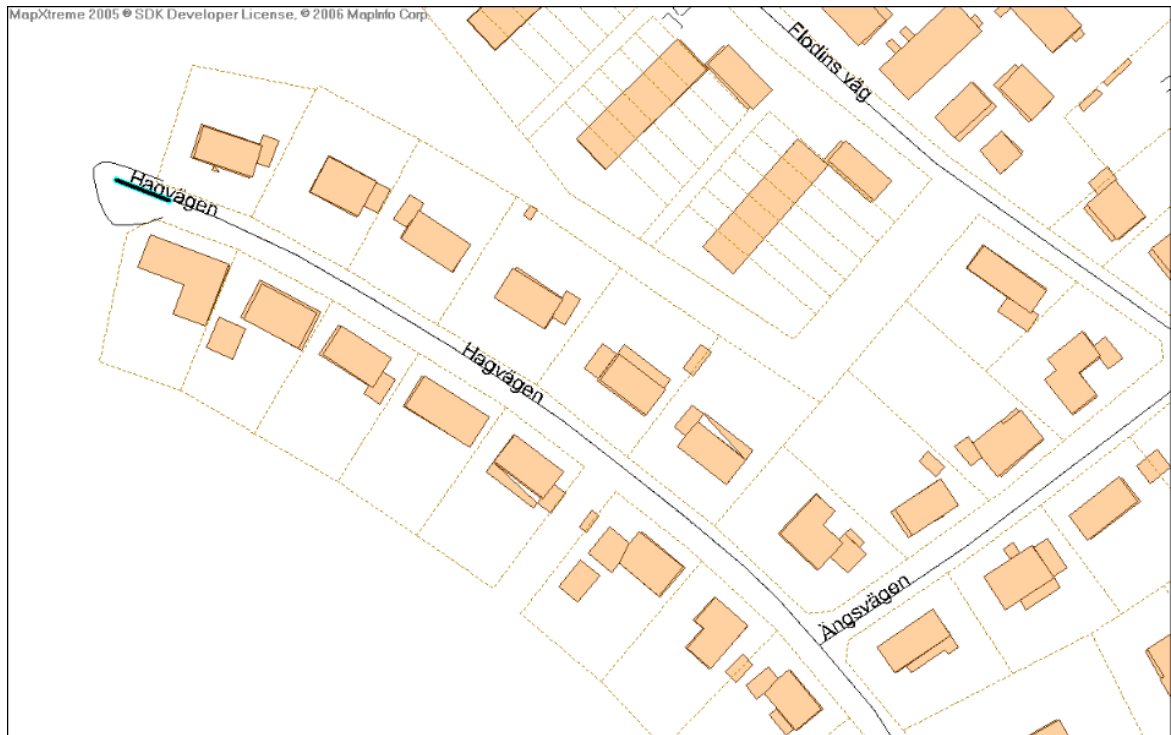 MapXtreme 2005 ® SDK Developer License, © 2006 MapInfo Corp.
Flodins väg
Hagvägen
Hagvägen
Ängsvägen